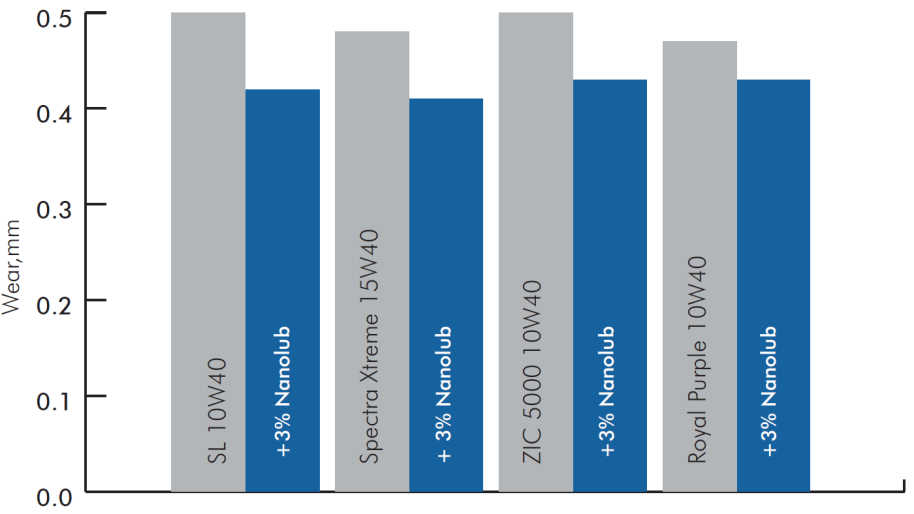 0.5
0.4
0.3
0.2
0.1
0.0
Wear,mm
SL 10W40
+3% Nanolub
Spectra Xtreme 15W40
+ 3% Nanolub
ZIC 5000 10W40
+3% Nanolub
Royal Purple 10W40
+3% Nanolub